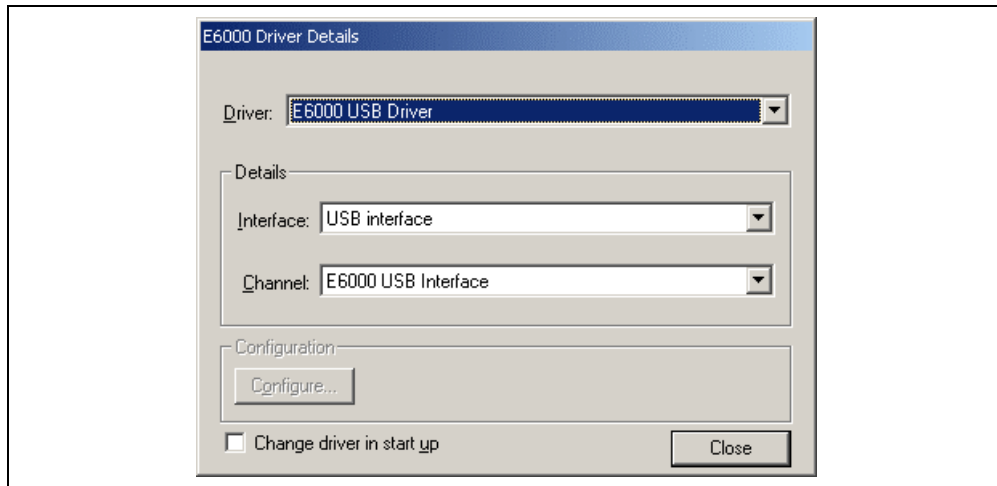 E6000 Driver Details
Driver: E6000 USB Driver
Details
Interface: USB interface
Channel: E6000 USB Interface
Configuration
Configure...
Change driver in start up
Close